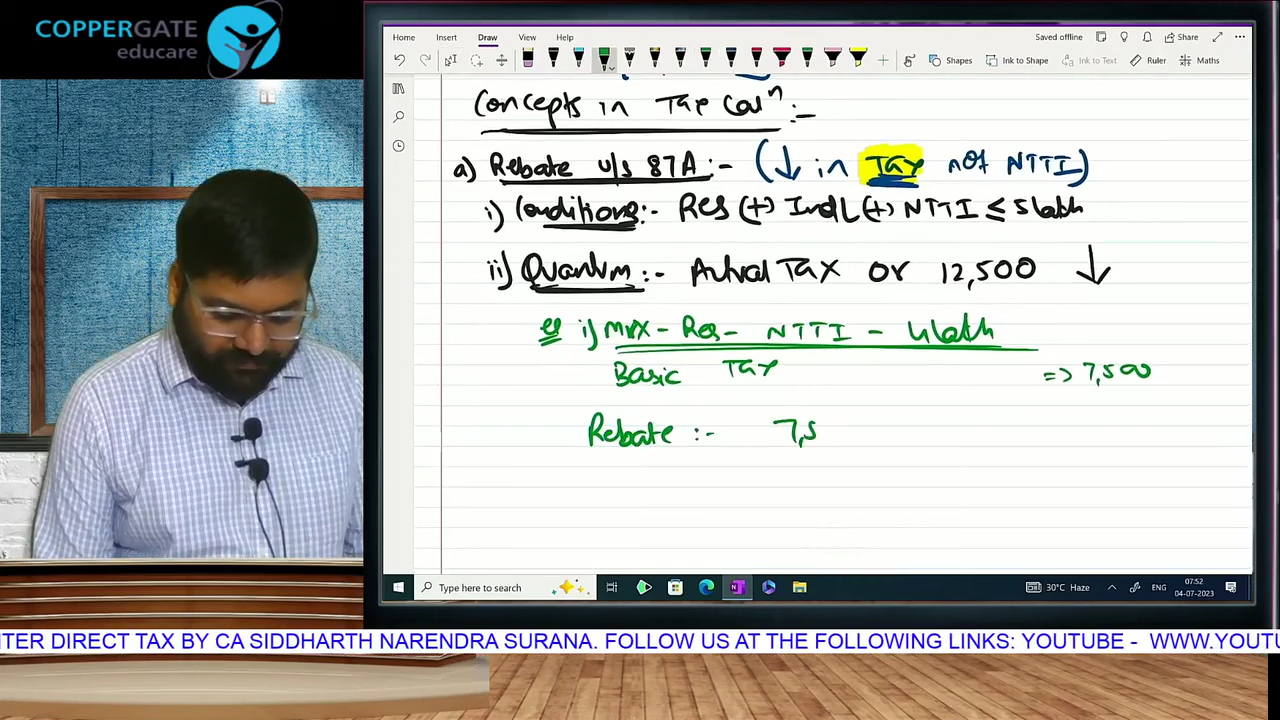 COPPERGATE
educare
Home Insert Draw View Help
Saved offline
Share
Shapes
Ink to Shape
Ink to Text
Ruler
Maths
Concepts in Tax Comⁿ :-
a) Rebate u/s 87A :- (↓ in Tax not NTTI)
i) Conditions :- Res (+) Indl (+) NTTI ≤ 5 lakh
ii) Quantum :- Actual Tax or 12,500 ↓
eg i) Mr X - Res - NTTI - 4 lakh
Basic Tax => 7,500
Rebate :- 7,5
Type here to search
30°C Haze
ENG
07:52
04-07-2023
NTER DIRECT TAX BY CA SIDDHARTH NARENDRA SURANA. FOLLOW US AT THE FOLLOWING LINKS: YOUTUBE - WWW.YOUTU